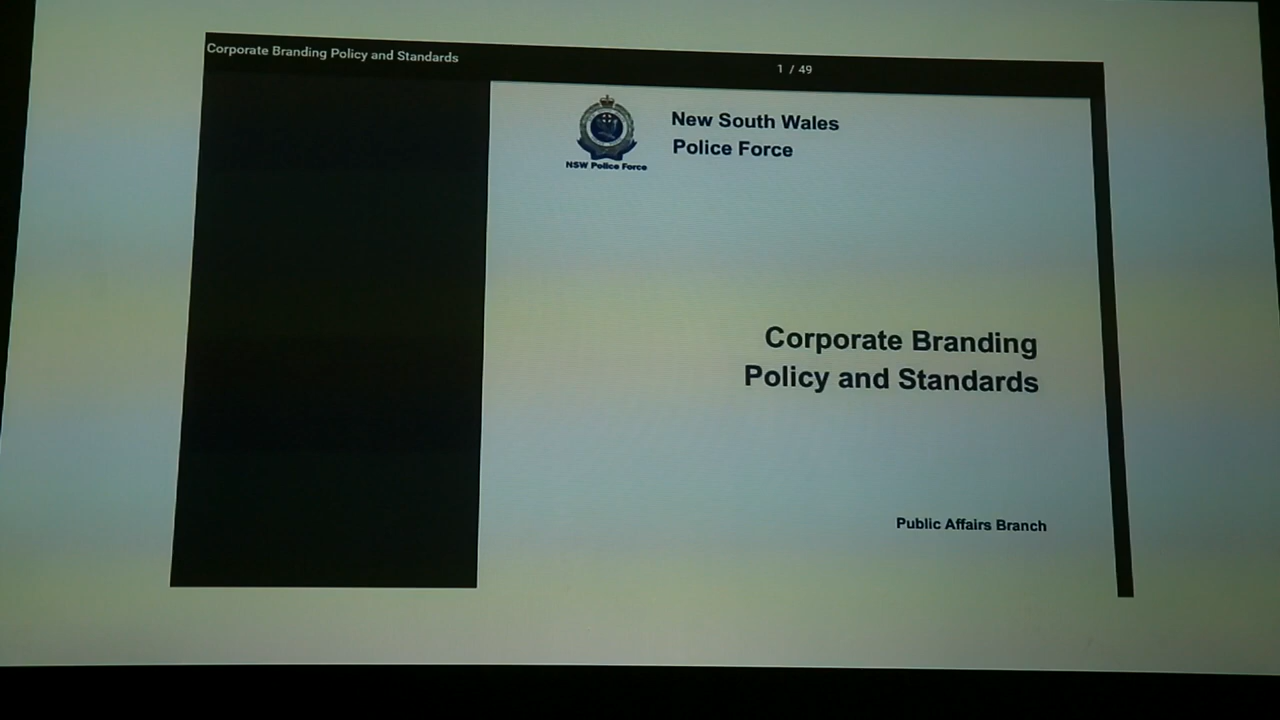 Corporate Branding Policy and Standards
1 / 49
New South Wales
Police Force
NSW Police Force
Corporate Branding
Policy and Standards
Public Affairs Branch